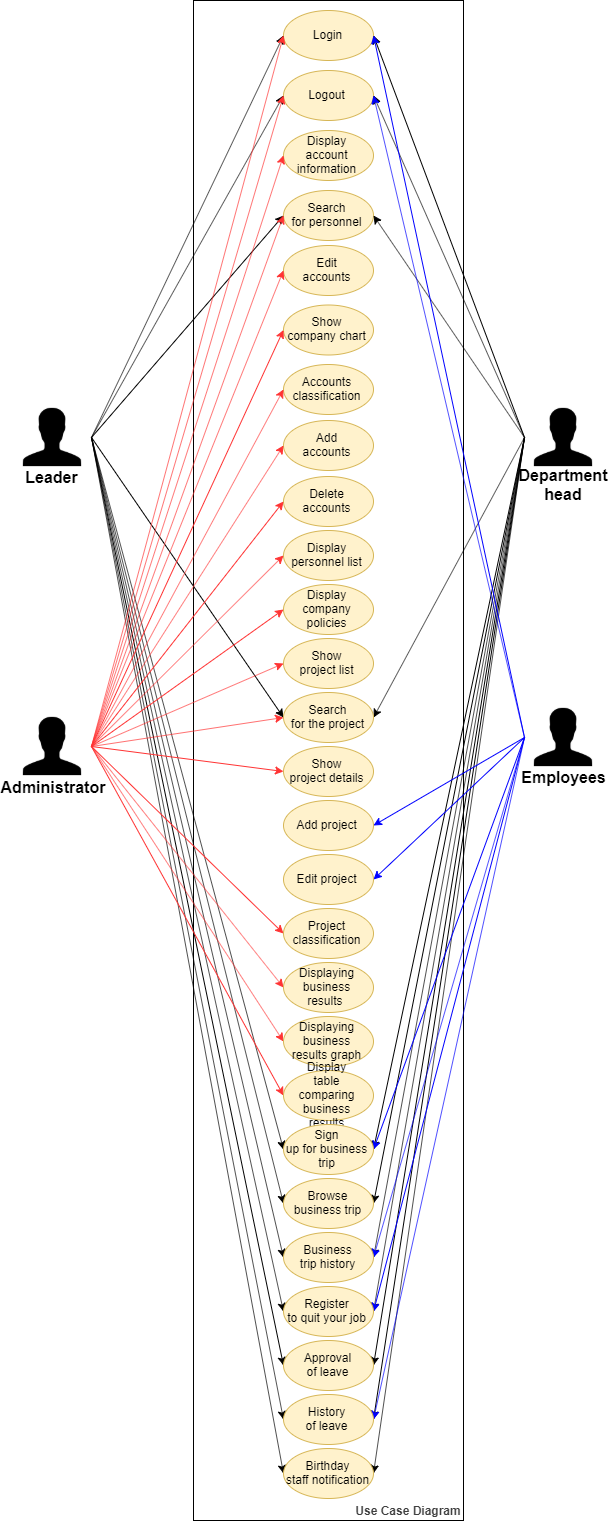 Login
Logout
Display
account
information
Search
for personnel
Edit
accounts
Show
company chart
Accounts
classification
Leader
Department
head
Add
accounts
Delete
accounts
Display
personnel list
Display
company
policies
Show
project list
Search
for the project
Administrator
Employees
Show
project details
Add project
Edit project
Project
classification
Displaying
business
results
Displaying
business
results graph
Display
table
comparing
business
results
Sign
up for business
trip
Browse
business trip
Business
trip history
Register
to quit your job
Approval
of leave
History
of leave
Birthday
staff notification
Use Case Diagram